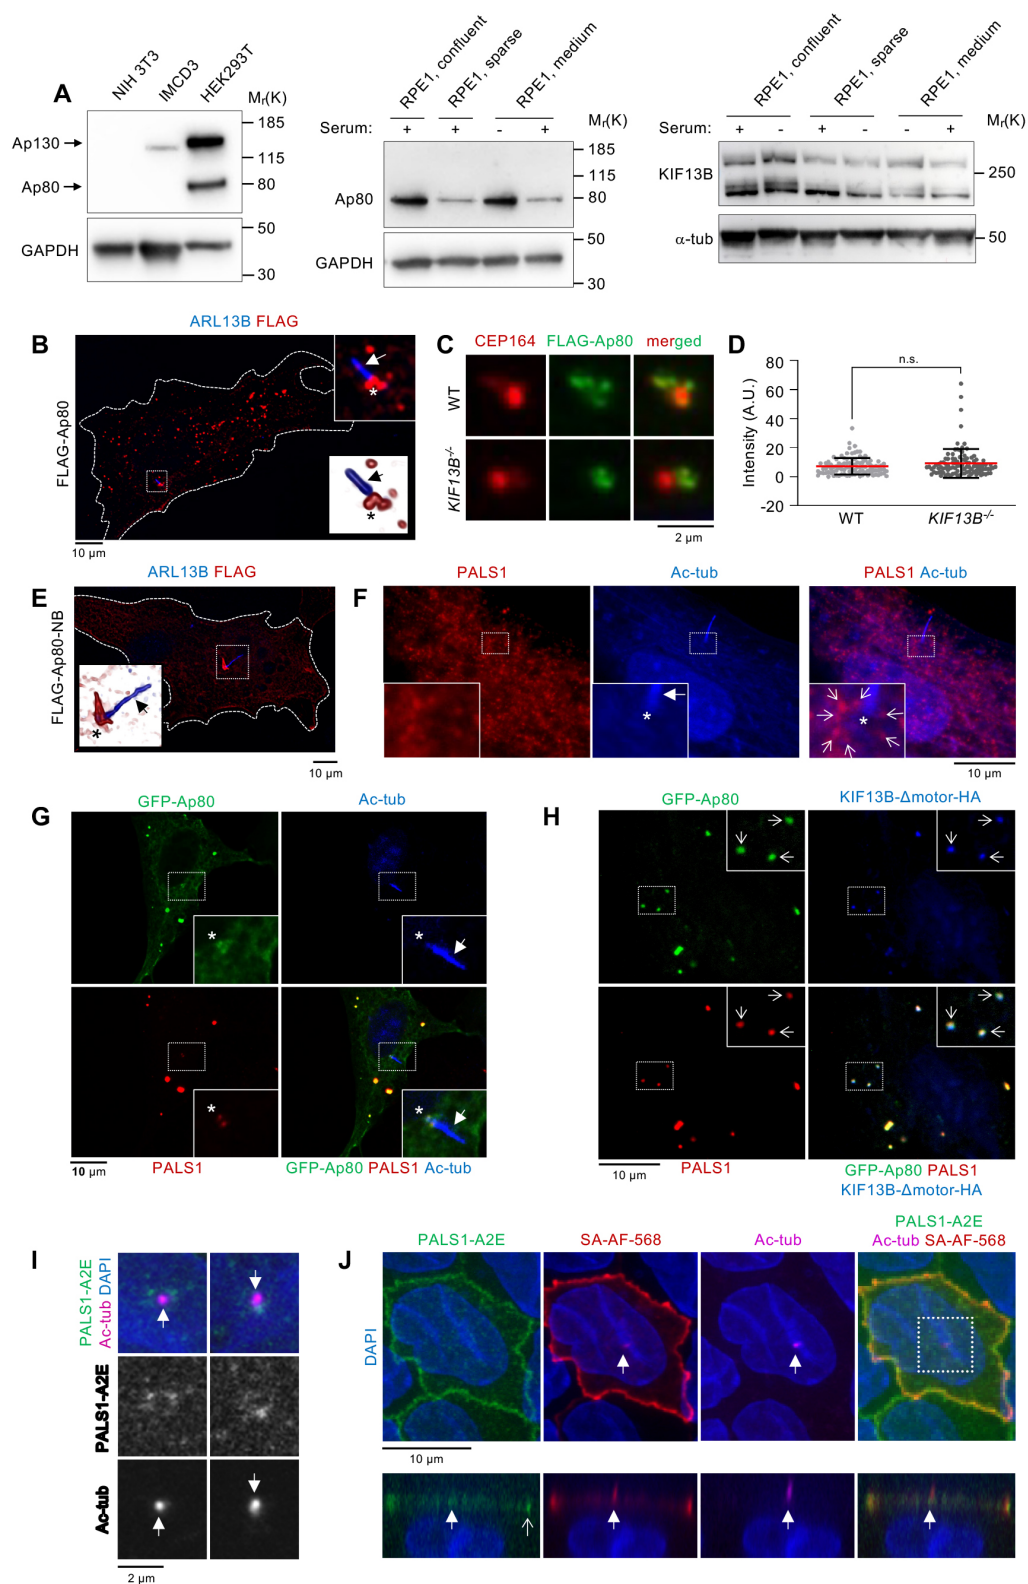 A
NIH 3T3
IMCD3
HEK293T
Mr(K)
Ap130
185
115
Ap80
80
GAPDH
50
30
RPE1, confluent
RPE1, sparse
RPE1, medium
Serum: + + - +
Mr(K)
185
115
Ap80
80
GAPDH
50
30
RPE1, confluent
RPE1, sparse
RPE1, medium
Serum: + - + - - +
Mr(K)
KIF13B
250
α-tub
50
B
ARL13B FLAG
FLAG-Ap80
*
*
10 µm
C
CEP164 FLAG-Ap80 merged
WT
KIF13B-/-
2 µm
D
n.s.
Intensity (A.U.)
80
60
40
20
0
-20
WT KIF13B-/-
E
ARL13B FLAG
FLAG-Ap80-NB
*
10 µm
F
PALS1 Ac-tub PALS1 Ac-tub
* *
10 µm
G
GFP-Ap80 Ac-tub
* *
* *
10 µm
PALS1 GFP-Ap80 PALS1 Ac-tub
H
GFP-Ap80 KIF13B-Δmotor-HA
10 µm
PALS1 GFP-Ap80 PALS1
KIF13B-Δmotor-HA
I
PALS1-A2E
Ac-tub DAPI
PALS1-A2E
Ac-tub
2 µm
J
PALS1-A2E SA-AF-568 Ac-tub PALS1-A2E
Ac-tub SA-AF-568
DAPI
10 µm